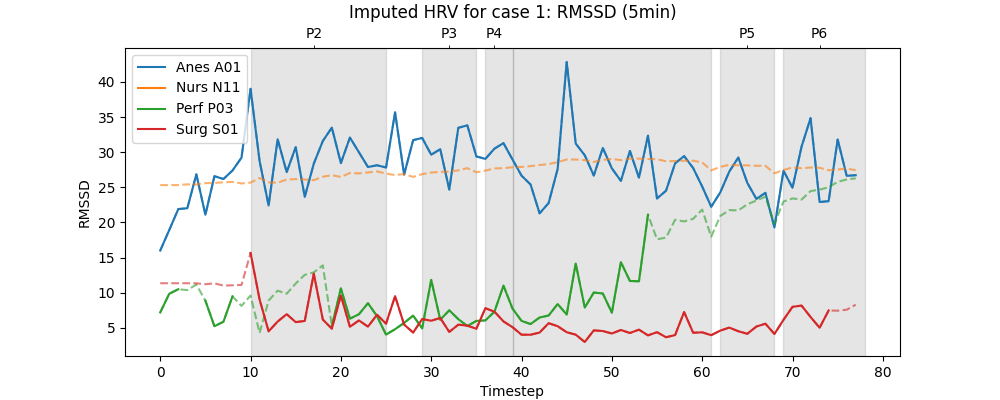 Imputed HRV for case 1: RMSSD (5min)
P2 P3 P4 P5 P6
Anes A01
Nurs N11
Perf P03
Surg S01
40
35
30
25
20
15
10
5
RMSSD
0 10 20 30 40 50 60 70 80
Timestep